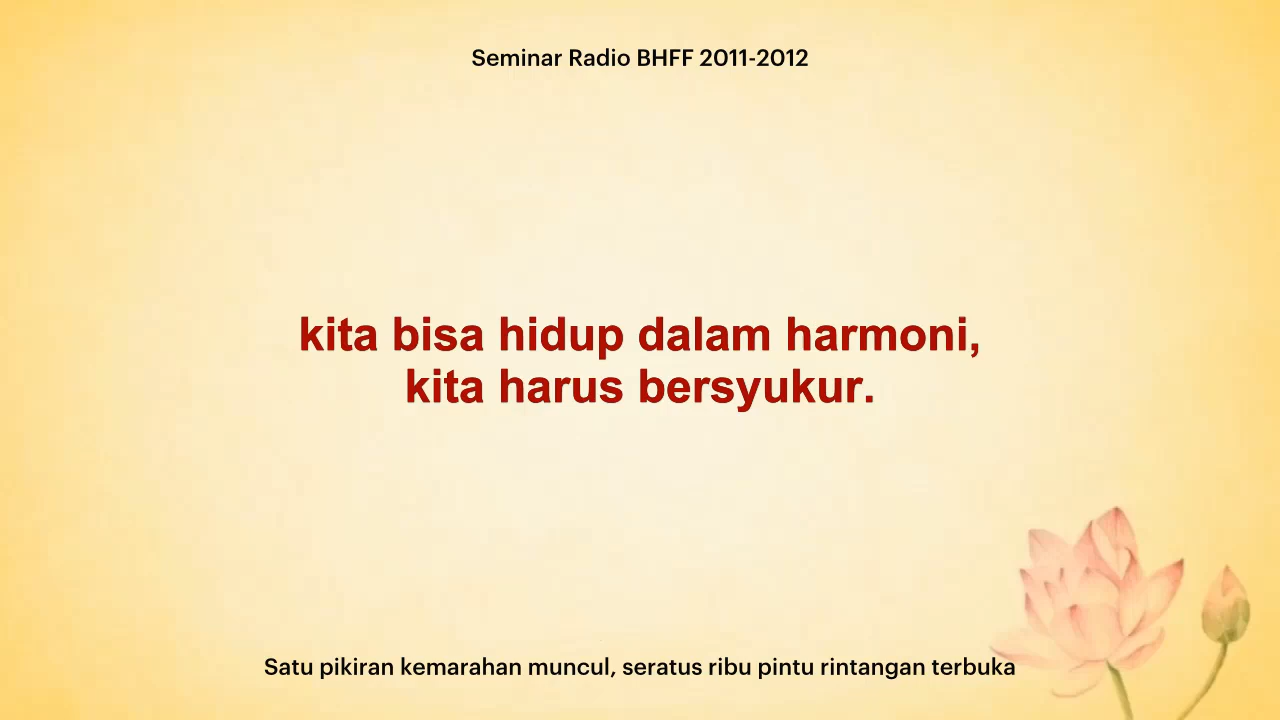 Seminar Radio BHFF 2011-2012
kita bisa hidup dalam harmoni,
kita harus bersyukur.
Satu pikiran kemarahan muncul, seratus ribu pintu rintangan terbuka